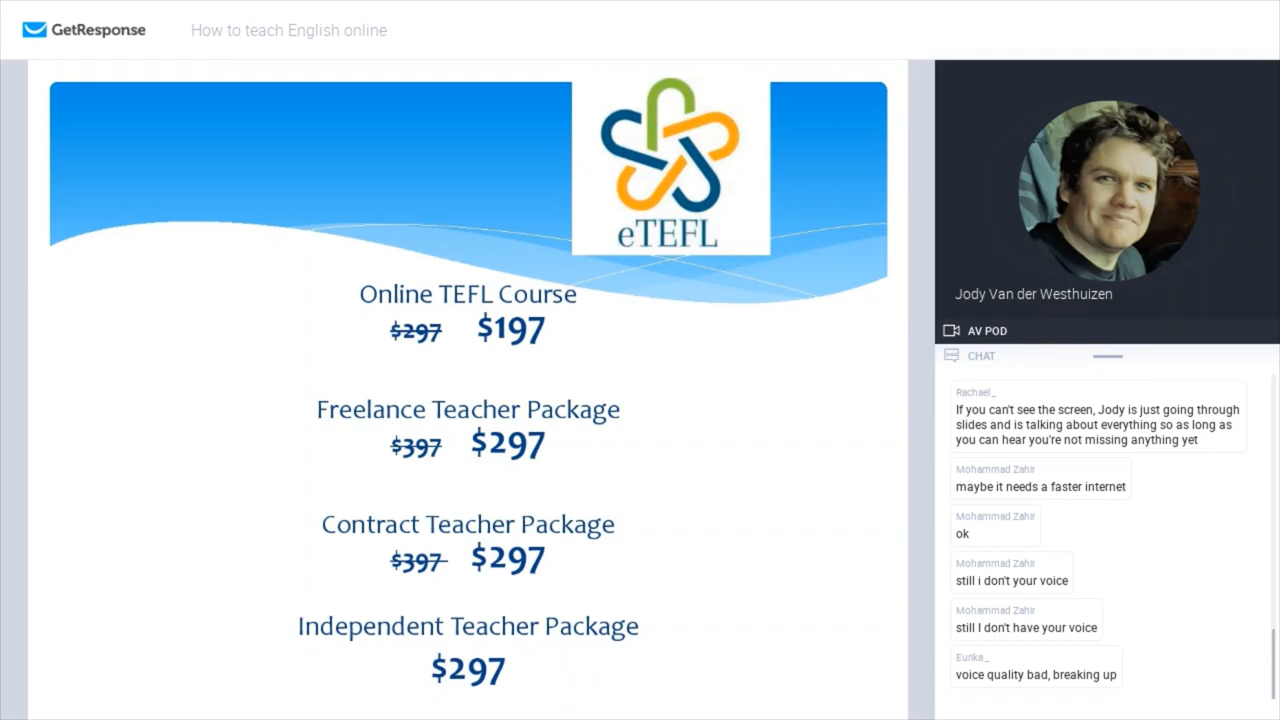 GetResponse
How to teach English online
eTEFL
Online TEFL Course
$297 $197
Freelance Teacher Package
$397 $297
Contract Teacher Package
$397 $297
Independent Teacher Package
$297
Jody Van der Westhuizen
AV POD
CHAT
Rachael_
If you can't see the screen, Jody is just going through
slides and is talking about everything so as long as
you can hear you're not missing anything yet
Mohammad Zahir
maybe it needs a faster internet
Mohammad Zahir
ok
Mohammad Zahir
still i don't your voice
Mohammad Zahir
still I don't have your voice
Eurika_
voice quality bad, breaking up